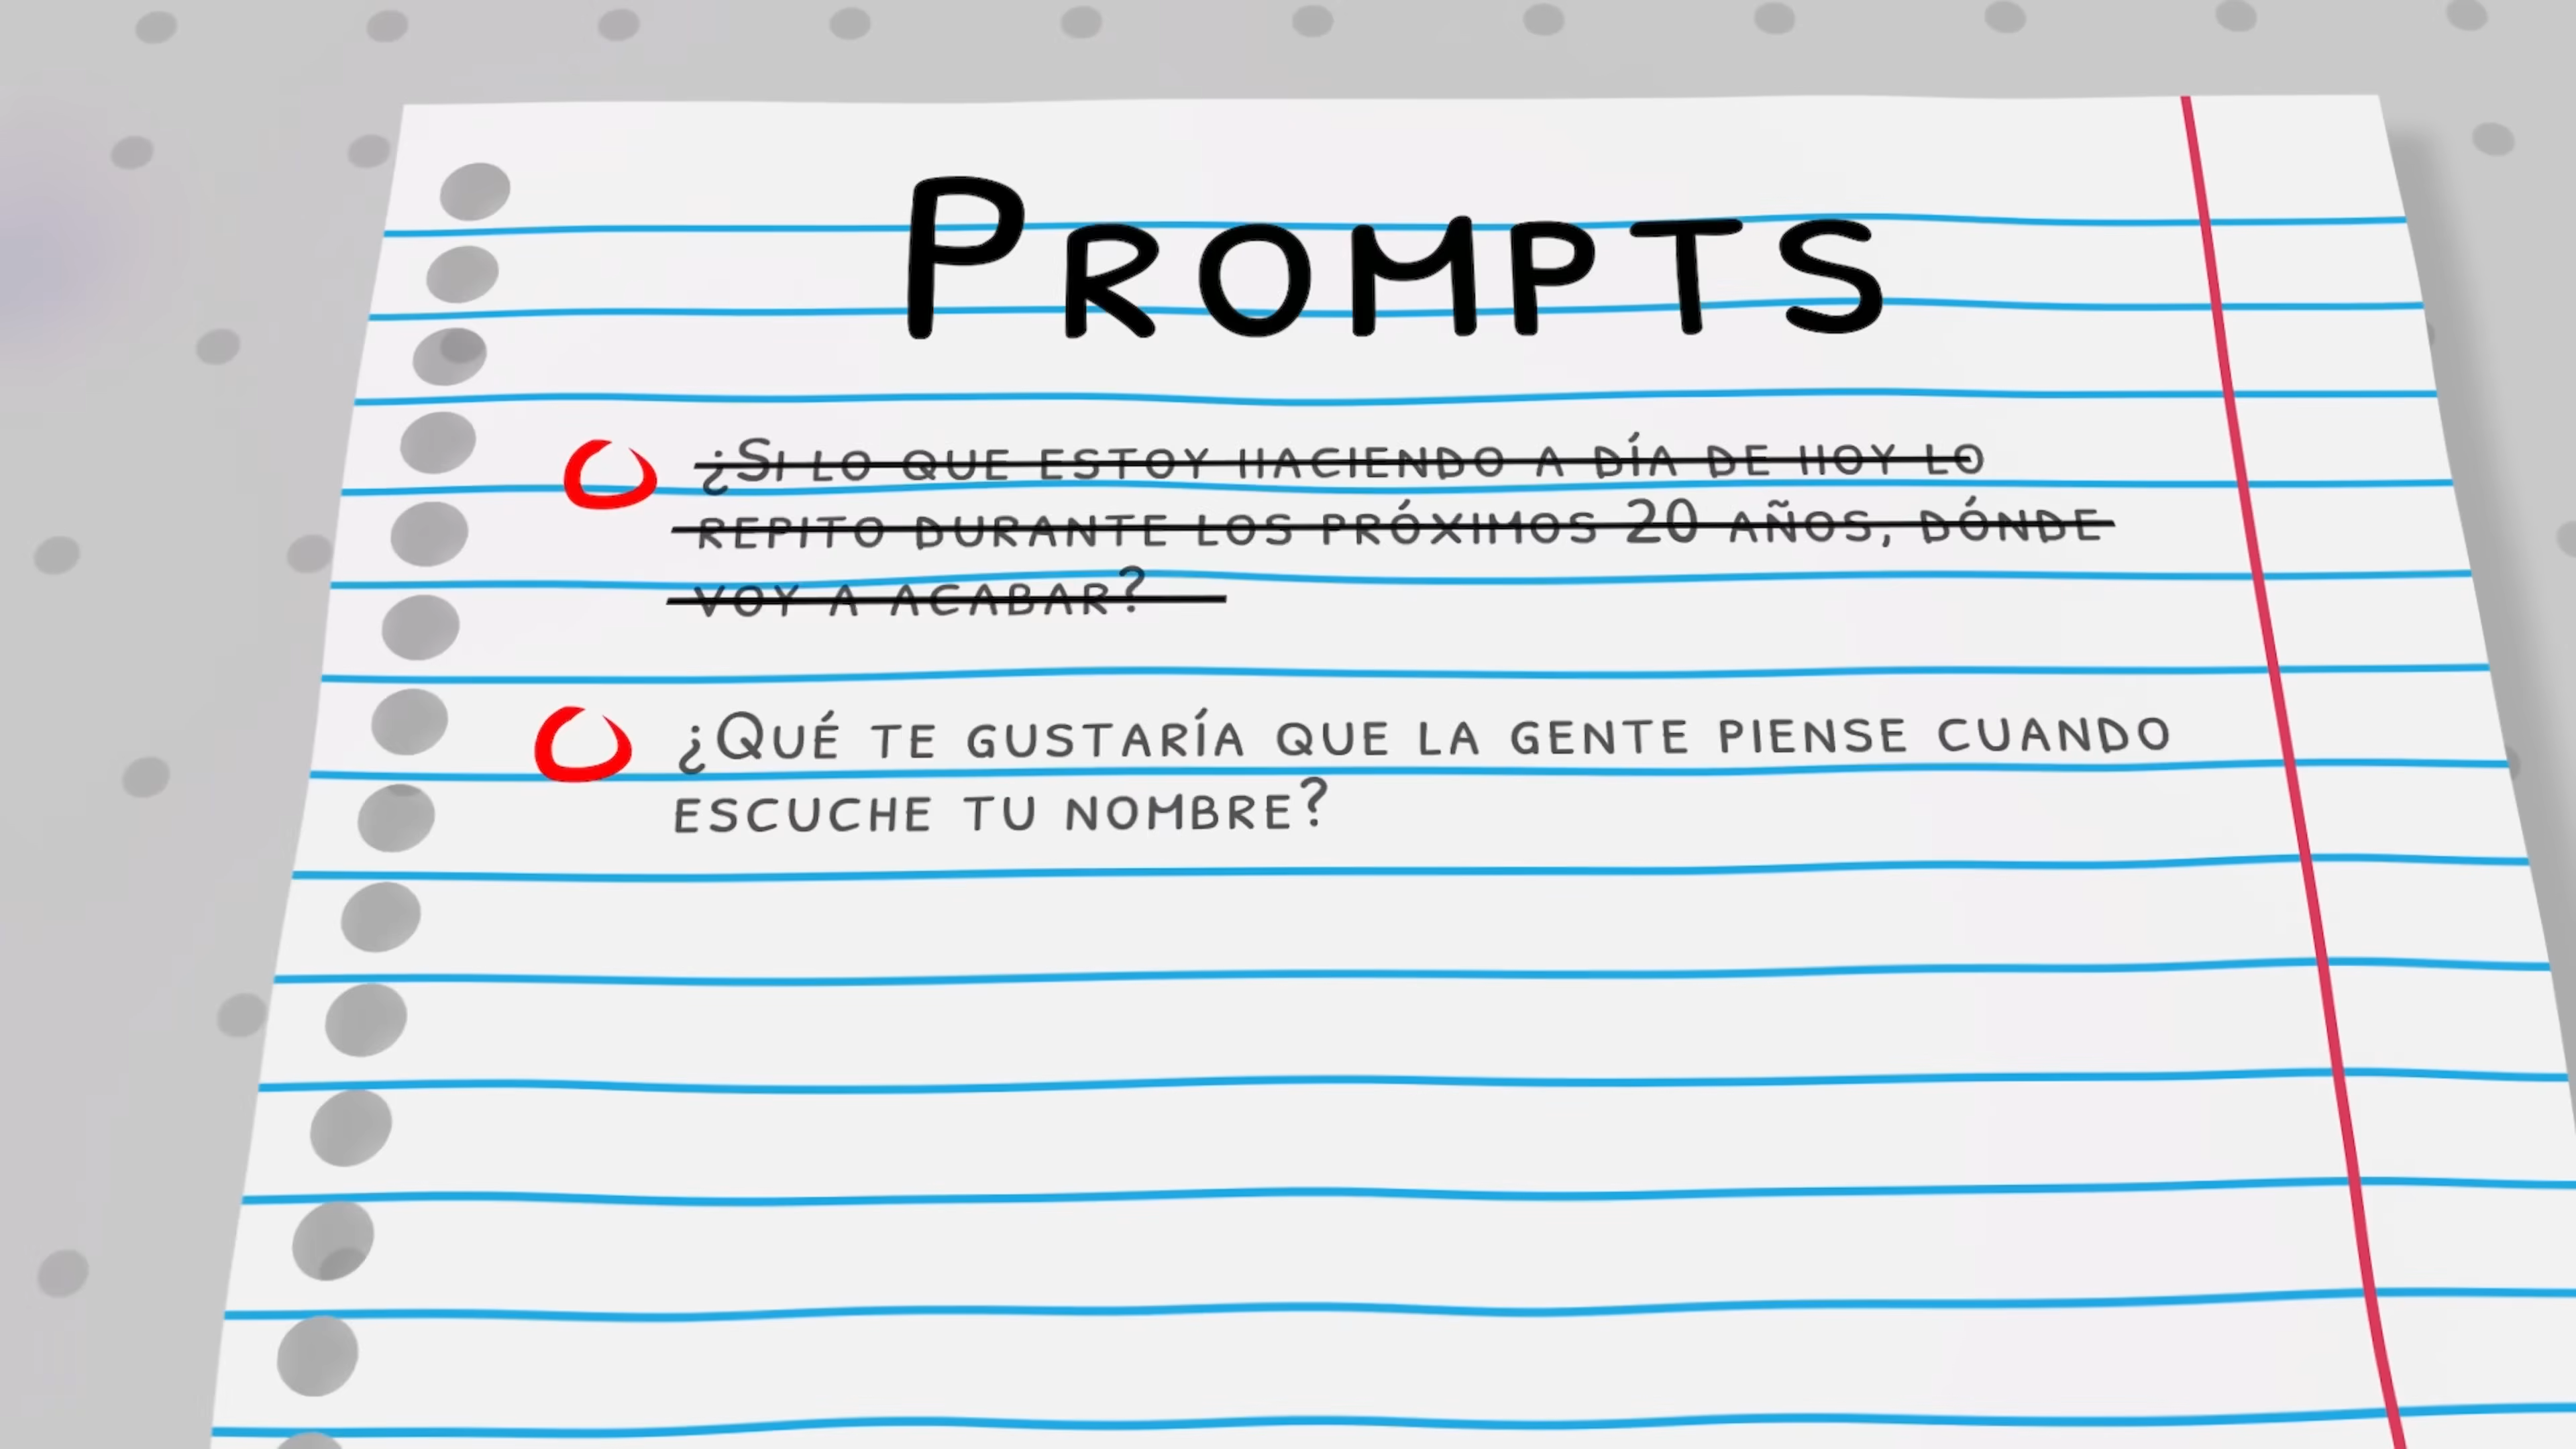 Prompts
¿Si lo que estoy haciendo a día de hoy lo
repito durante los próximos 20 años, dónde
voy a acabar?
¿Qué te gustaría que la gente piense cuando
escuche tu nombre?